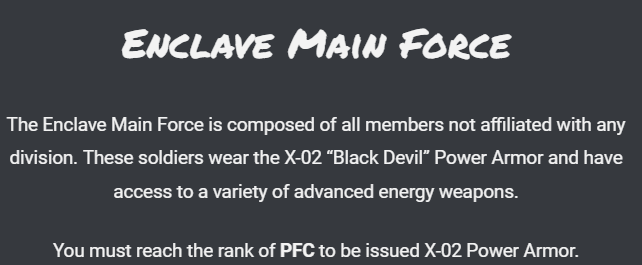 Enclave Main Force
The Enclave Main Force is composed of all members not affiliated with any
division. These soldiers wear the X-02 “Black Devil” Power Armor and have
access to a variety of advanced energy weapons.
You must reach the rank of PFC to be issued X-02 Power Armor.